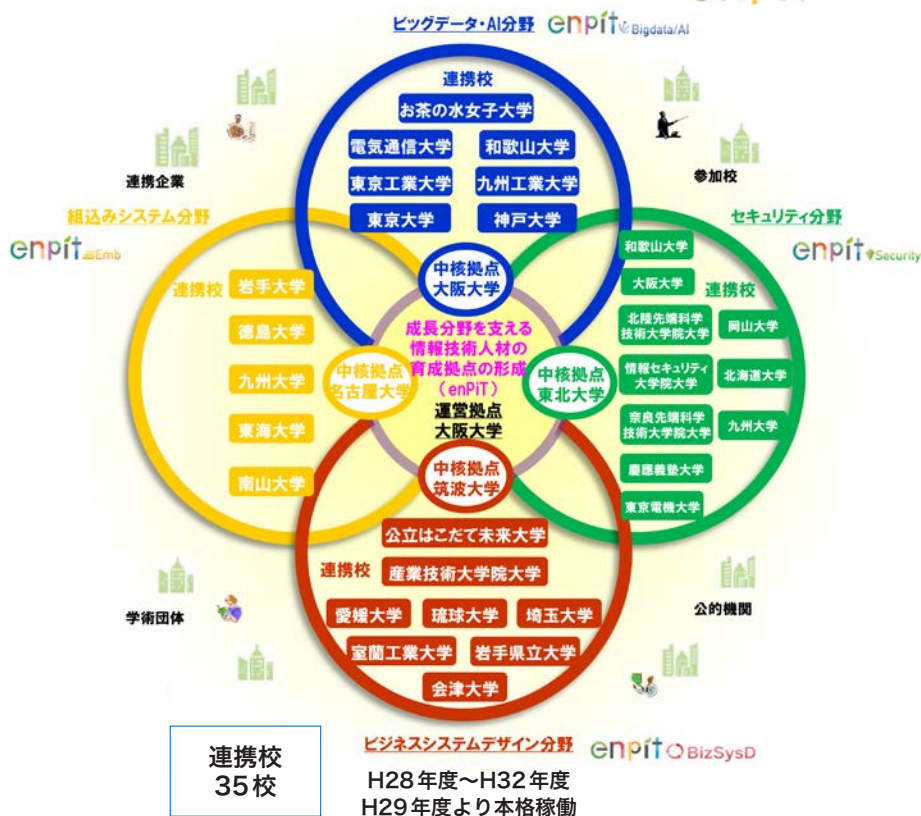 ビッグデータ・AI分野
enpit Bigdata/AI
連携校
お茶の水女子大学
電気通信大学
和歌山大学
東京工業大学
九州工業大学
東京大学
神戸大学
連携企業
参加校
組込みシステム分野
enpit Emb
セキュリティ分野
enpit Security
中核拠点
大阪大学
連携校
岩手大学
徳島大学
九州大学
東海大学
南山大学
中核拠点
名古屋大学
成長分野を支える
情報技術人材の
育成拠点の形成
(enPiT)
運営拠点
大阪大学
中核拠点
東北大学
和歌山大学
大阪大学
連携校
北陸先端科学
技術大学院大学
岡山大学
情報セキュリティ
大学院大学
北海道大学
奈良先端科学
技術大学院大学
九州大学
慶應義塾大学
東京電機大学
中核拠点
筑波大学
公立はこだて未来大学
連携校
産業技術大学院大学
愛媛大学
琉球大学
埼玉大学
室蘭工業大学
岩手県立大学
会津大学
学術団体
公的機関
ビジネスシステムデザイン分野
enpit BizSysD
連携校
35校
H28年度～H32年度
H29年度より本格稼働